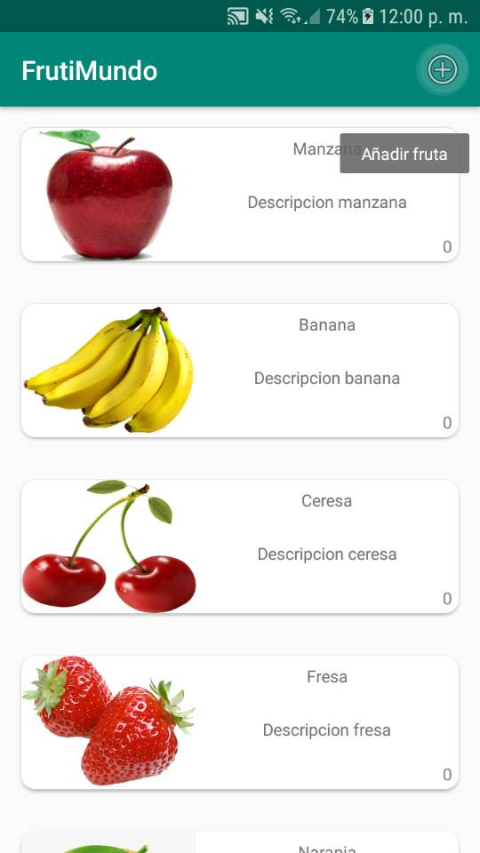 74% 12:00 p. m.
FrutiMundo
Manzana
Añadir fruta
Descripcion manzana
0
Banana
Descripcion banana
0
Ceresa
Descripcion ceresa
0
Fresa
Descripcion fresa
0
Naranja